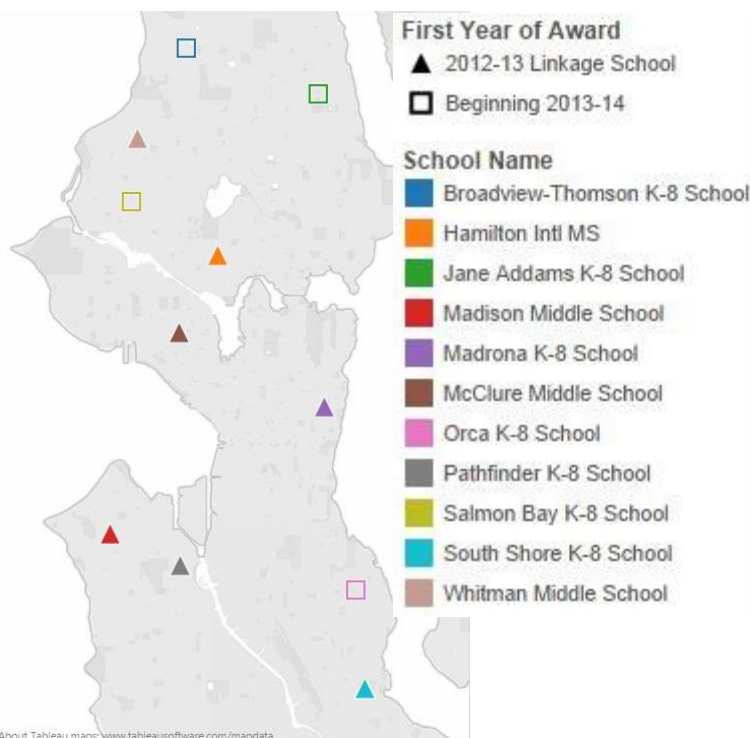 First Year of Award
2012-13 Linkage School
Beginning 2013-14
School Name
Broadview-Thomson K-8 School
Hamilton Intl MS
Jane Addams K-8 School
Madison Middle School
Madrona K-8 School
McClure Middle School
Orca K-8 School
Pathfinder K-8 School
Salmon Bay K-8 School
South Shore K-8 School
Whitman Middle School
About Tableau maps: www.tableausoftware.com/mapdata